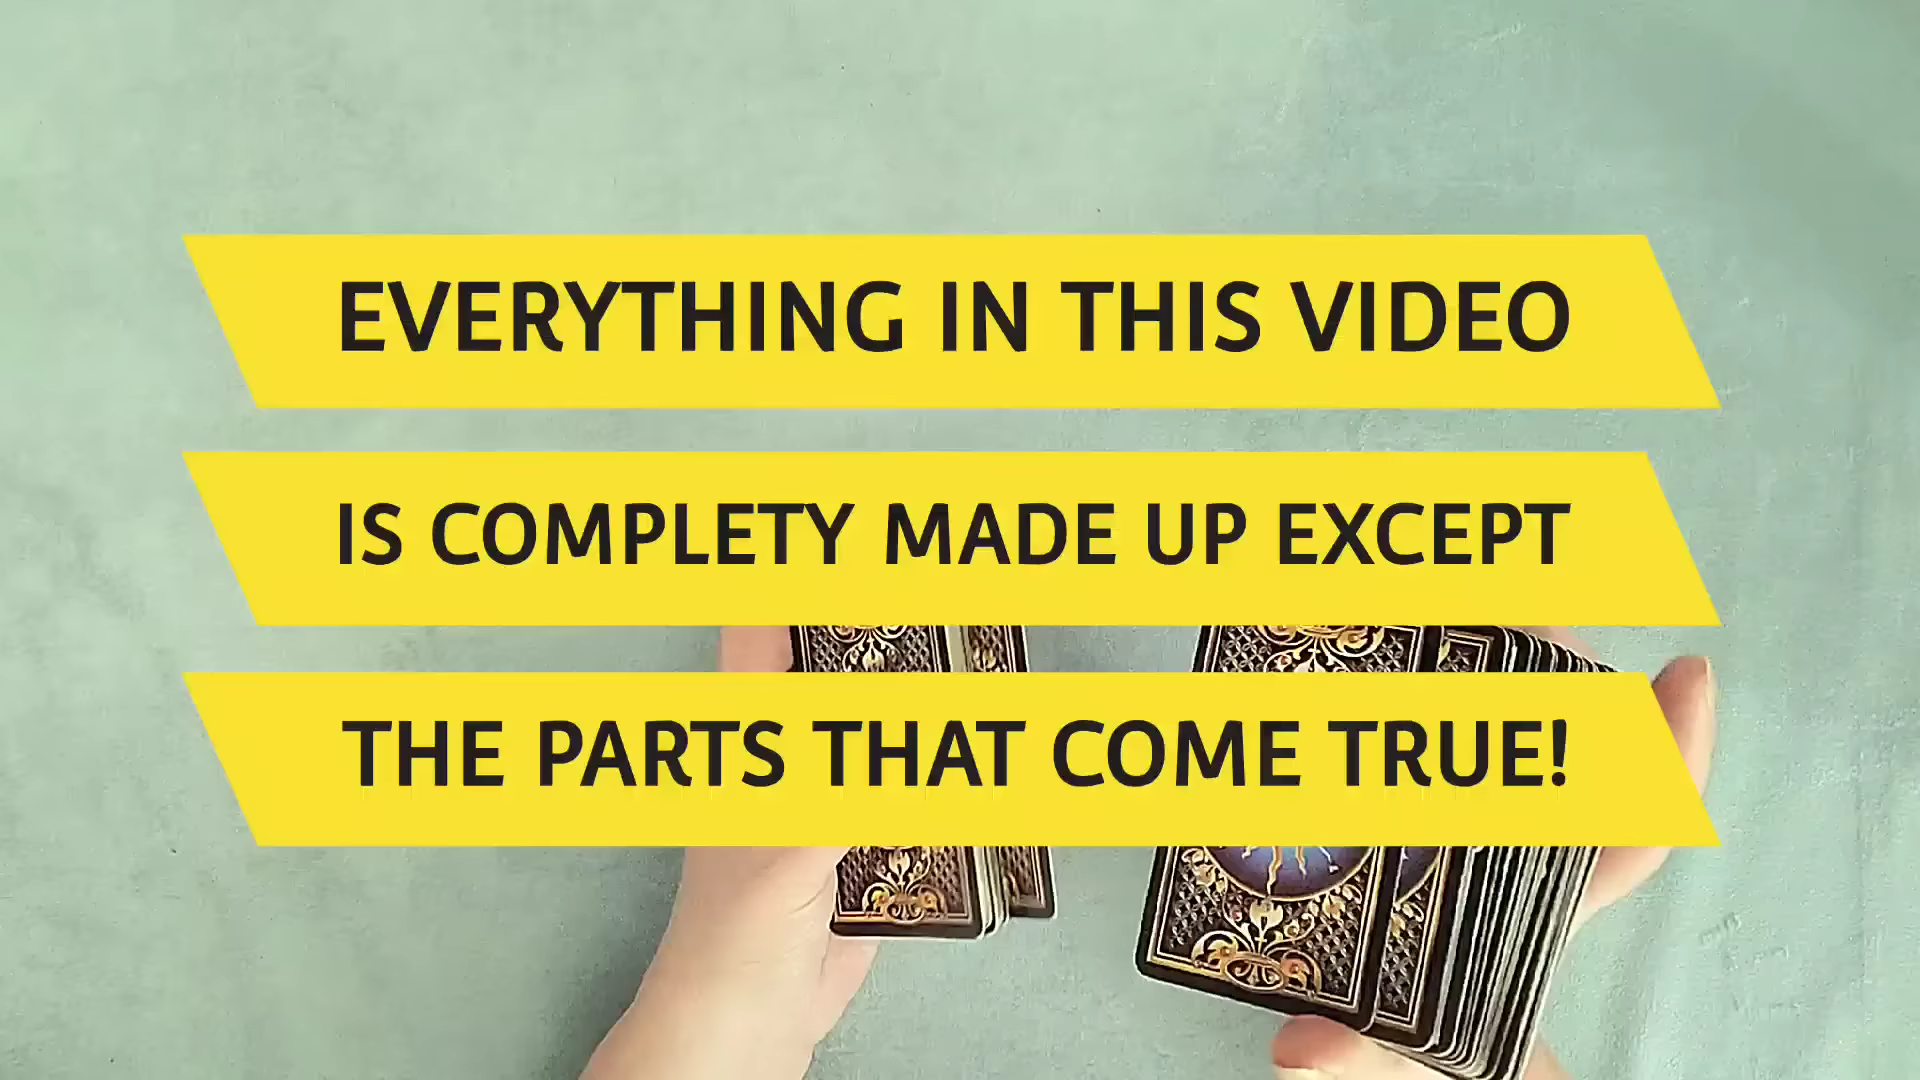 EVERYTHING IN THIS VIDEO
IS COMPLETY MADE UP EXCEPT
THE PARTS THAT COME TRUE!